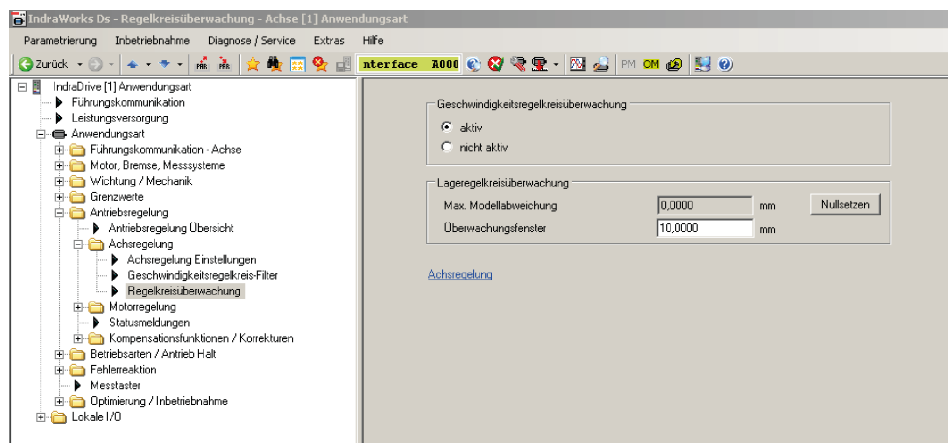 IndraWorks Ds - Regelkreisüberwachung - Achse [1] Anwendungsart
Parametrierung Inbetriebnahme Diagnose / Service Extras Hilfe
Zurück nterface A00 PM OM
IndraDrive [1] Anwendungsart
Führungskommunikation
Leistungsversorgung
Anwendungsart
Führungskommunikation - Achse
Motor, Bremse, Messsysteme
Wichtung / Mechanik
Grenzwerte
Antriebsregelung
Antriebsregelung Übersicht
Achsregelung
Achsregelung Einstellungen
Geschwindigkeitsregelkreis-Filter
Regelkreisüberwachung
Motorregelung
Statusmeldungen
Kompensationsfunktionen / Korrekturen
Betriebsarten / Antrieb Halt
Fehlerreaktion
Messtaster
Optimierung / Inbetriebnahme
Lokale I/O
Geschwindigkeitsregelkreisüberwachung
aktiv
nicht aktiv
Lageregelkreisüberwachung
Max. Modellabweichung 0,0000 mm Nullsetzen
Überwachungsfenster 10,0000 mm
Achsregelung